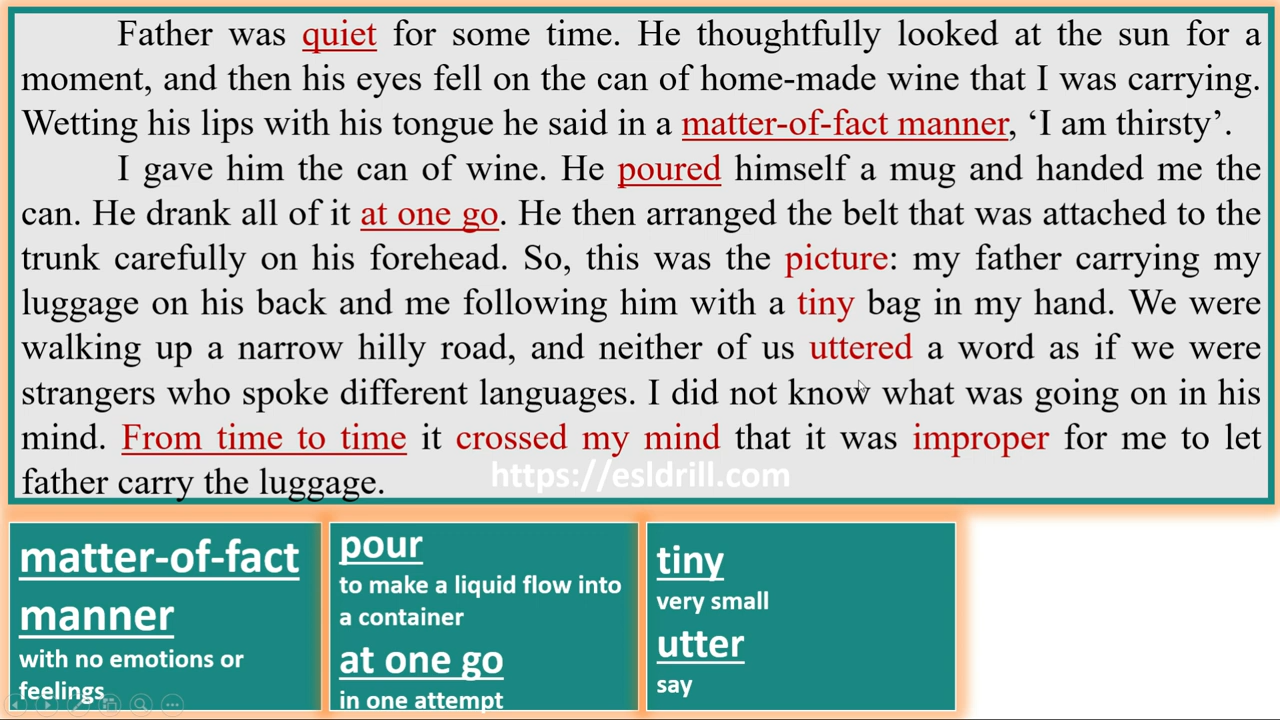 Father was quiet for some time. He thoughtfully looked at the sun for a
moment, and then his eyes fell on the can of home-made wine that I was carrying.
Wetting his lips with his tongue he said in a matter-of-fact manner, ‘I am thirsty’.
I gave him the can of wine. He poured himself a mug and handed me the
can. He drank all of it at one go. He then arranged the belt that was attached to the
trunk carefully on his forehead. So, this was the picture: my father carrying my
luggage on his back and me following him with a tiny bag in my hand. We were
walking up a narrow hilly road, and neither of us uttered a word as if we were
strangers who spoke different languages. I did not know what was going on in his
mind. From time to time it crossed my mind that it was improper for me to let
father carry the luggage.
https://esldrill.com
matter-of-fact
manner
with no emotions or
feelings
pour
to make a liquid flow into
a container
at one go
in one attempt
tiny
very small
utter
say